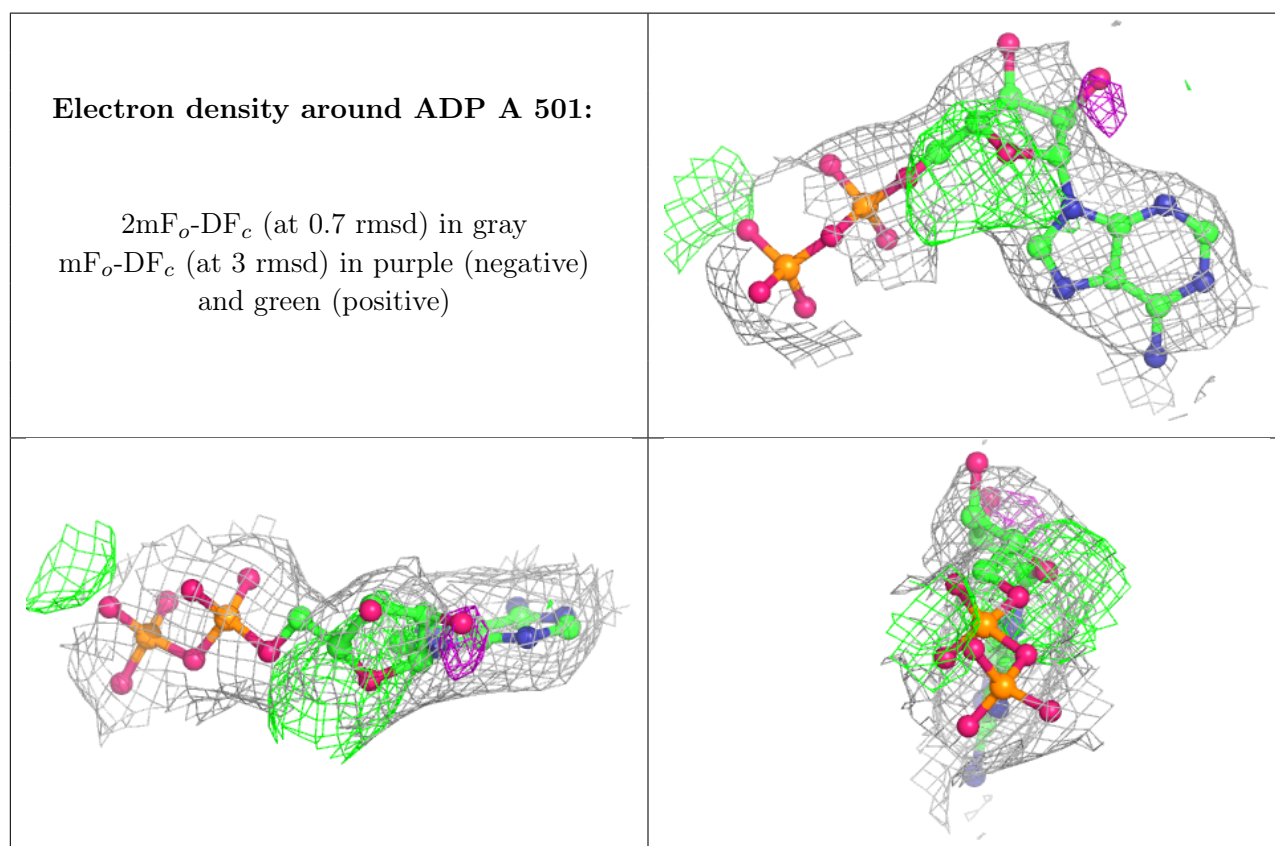 Electron density around ADP A 501:
2mFₒ-DF𝒸 (at 0.7 rmsd) in gray
mFₒ-DF𝒸 (at 3 rmsd) in purple (negative)
and green (positive)